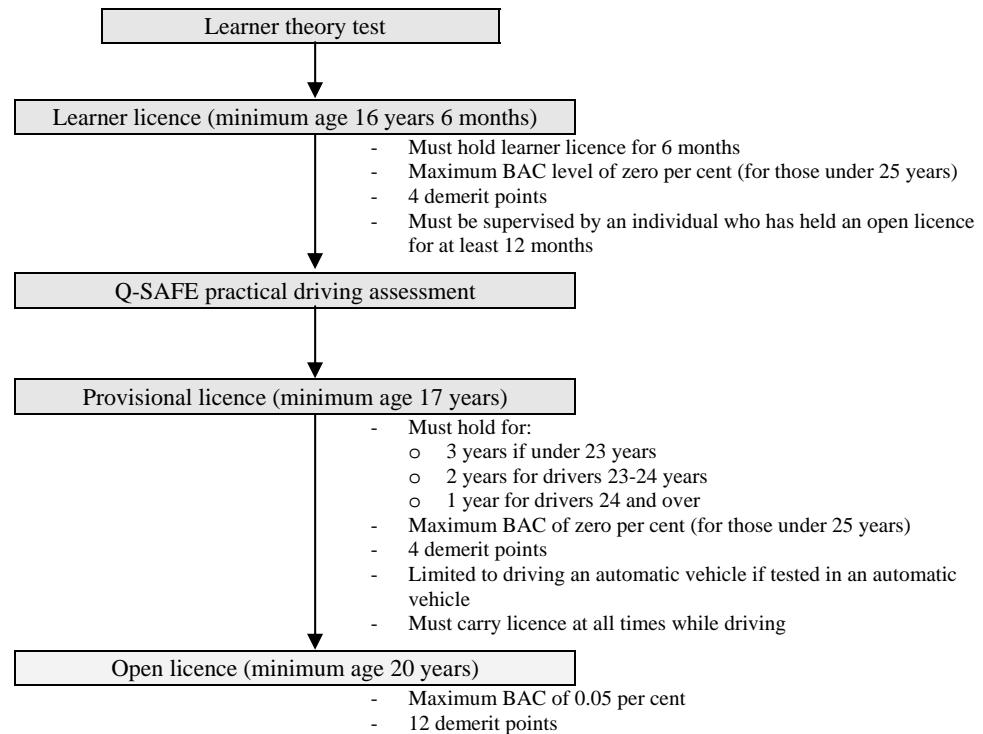 Learner theory test
Learner licence (minimum age 16 years 6 months)
- Must hold learner licence for 6 months
- Maximum BAC level of zero per cent (for those under 25 years)
- 4 demerit points
- Must be supervised by an individual who has held an open licence
for at least 12 months
Q-SAFE practical driving assessment
Provisional licence (minimum age 17 years)
- Must hold for:
o 3 years if under 23 years
o 2 years for drivers 23-24 years
o 1 year for drivers 24 and over
- Maximum BAC of zero per cent (for those under 25 years)
- 4 demerit points
- Limited to driving an automatic vehicle if tested in an automatic
vehicle
- Must carry licence at all times while driving
Open licence (minimum age 20 years)
- Maximum BAC of 0.05 per cent
- 12 demerit points